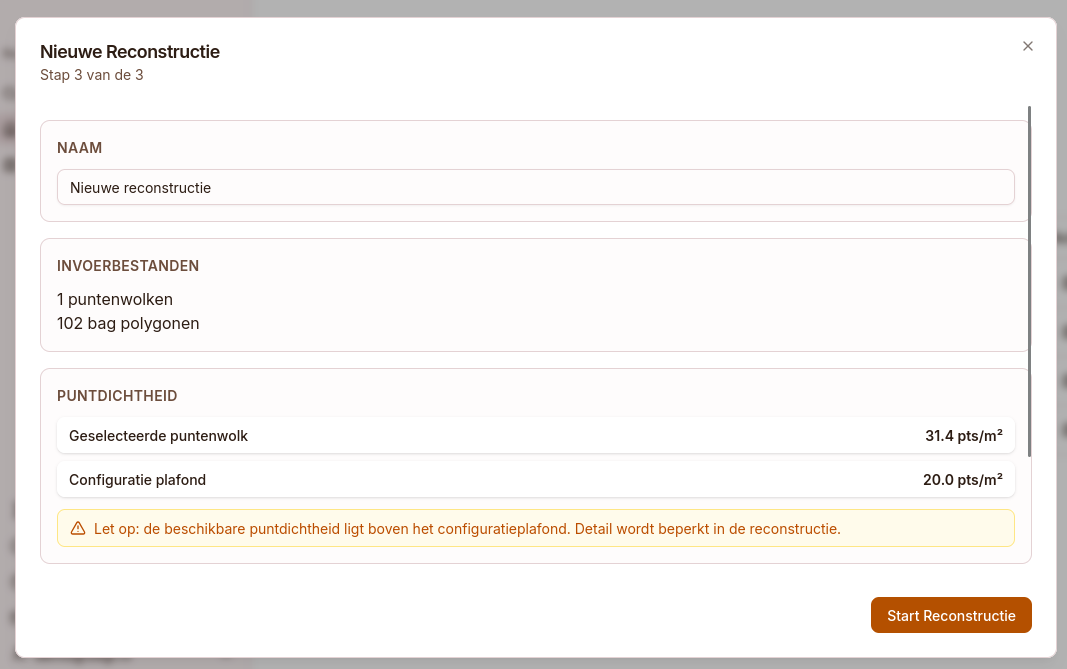 Nieuwe Reconstructie
Stap 3 van de 3
NAAM
Nieuwe reconstructie
INVOERBESTANDEN
1 puntenwolken
102 bag polygonen
PUNTDICHTHEID
Geselecteerde puntenwolk 31.4 pts/m²
Configuratie plafond 20.0 pts/m²
Let op: de beschikbare puntdichtheid ligt boven het configuratieplafond. Detail wordt beperkt in de reconstructie.
Start Reconstructie